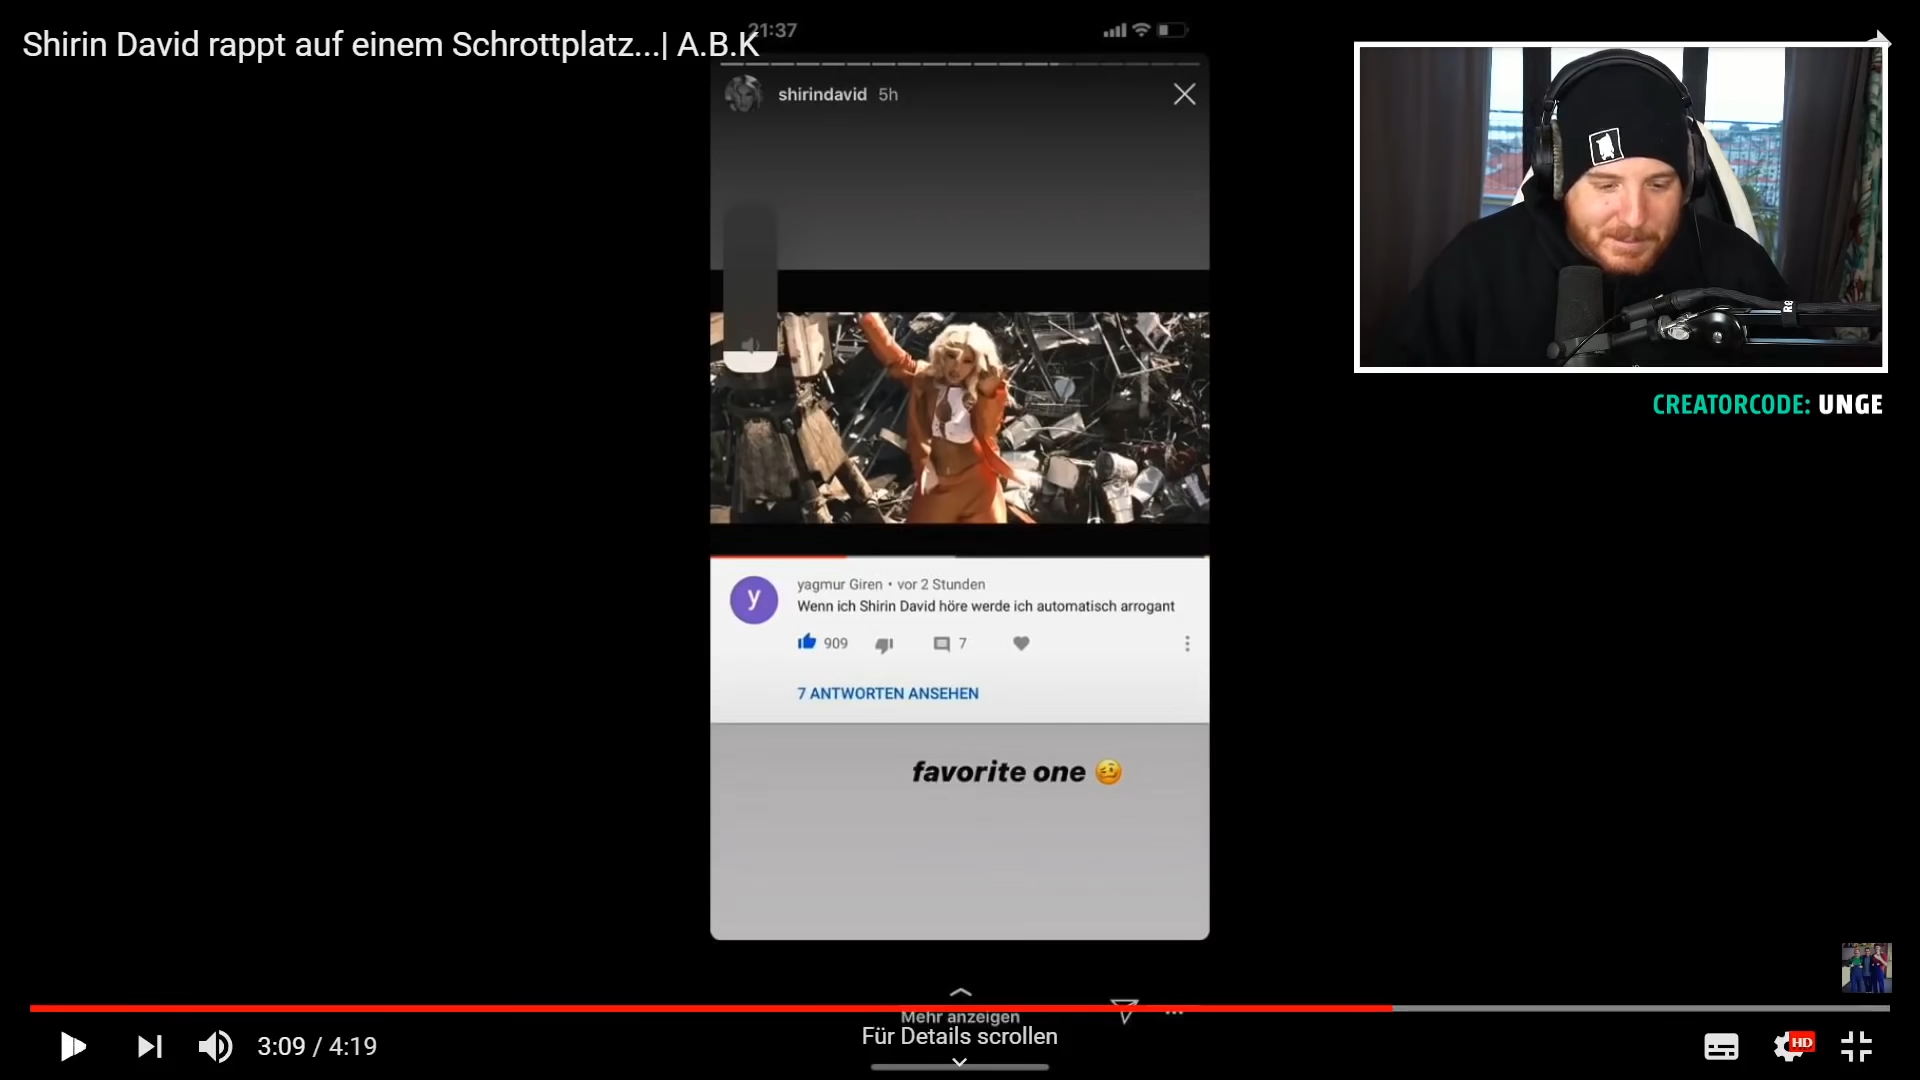 21:37
Shirin David rappt auf einem Schrottplatz...| A.B.K
shirindavid 5h
CREATORCODE: UNGE
yagmur Giren • vor 2 Stunden
Wenn ich Shirin David höre werde ich automatisch arrogant
909 7
7 ANTWORTEN ANSEHEN
favorite one 🥴
Mehr anzeigen
Für Details scrollen
3:09 / 4:19
HD